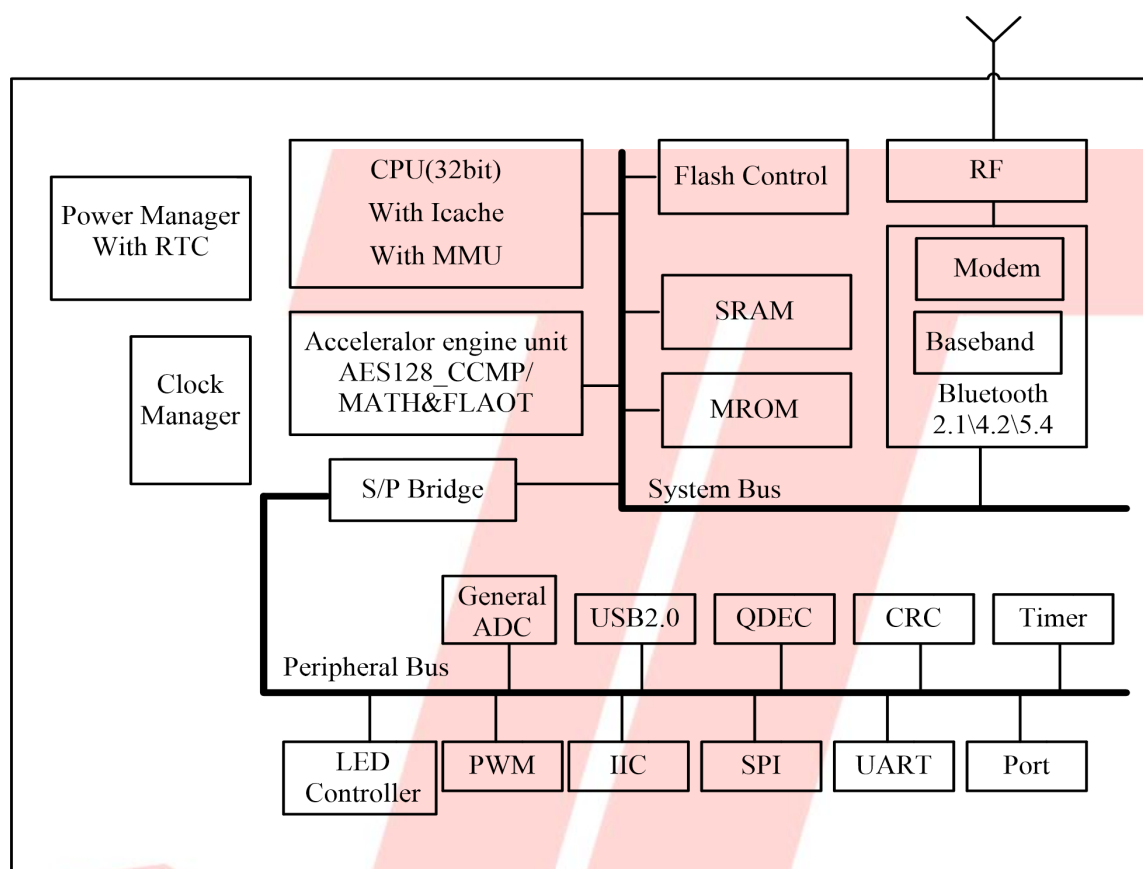 Power Manager
With RTC
Clock
Manager
CPU(32bit)
With Icache
With MMU
Acceleralor engine unit
AES128_CCMP/
MATH&FLAOT
S/P Bridge
Flash Control
SRAM
MROM
System Bus
RF
Modem
Baseband
Bluetooth
2.1\4.2\5.4
General
ADC
USB2.0
QDEC
CRC
Timer
Peripheral Bus
LED
Controller
PWM
IIC
SPI
UART
Port